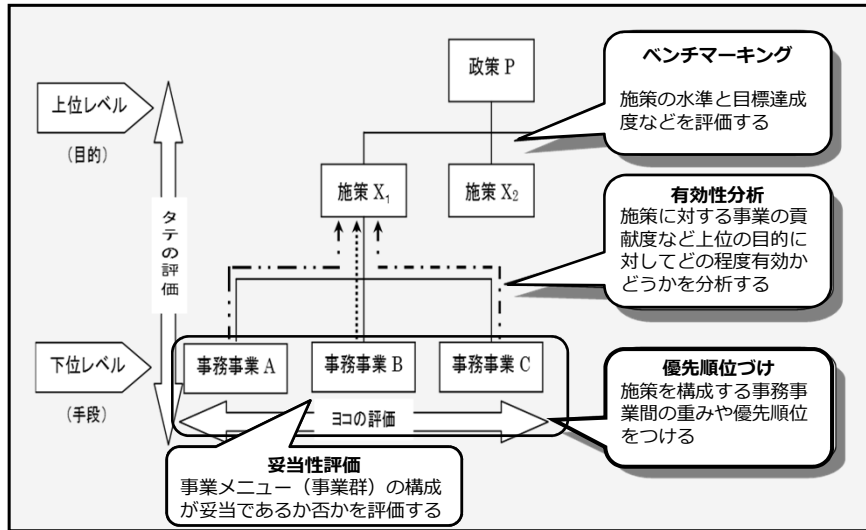 ベンチマーキング
施策の水準と目標達成
度などを評価する
政策 P
上位レベル
(目的)
施策 X₁
施策 X₂
有効性分析
施策に対する事業の貢
献度など上位の目的に
対してどの程度有効か
どうかを分析する
タテの評価
下位レベル
(手段)
事務事業 A
事務事業 B
事務事業 C
優先順位づけ
施策を構成する事務事
業間の重みや優先順位
をつける
ヨコの評価
妥当性評価
事業メニュー（事業群）の構成
が妥当であるか否かを評価する